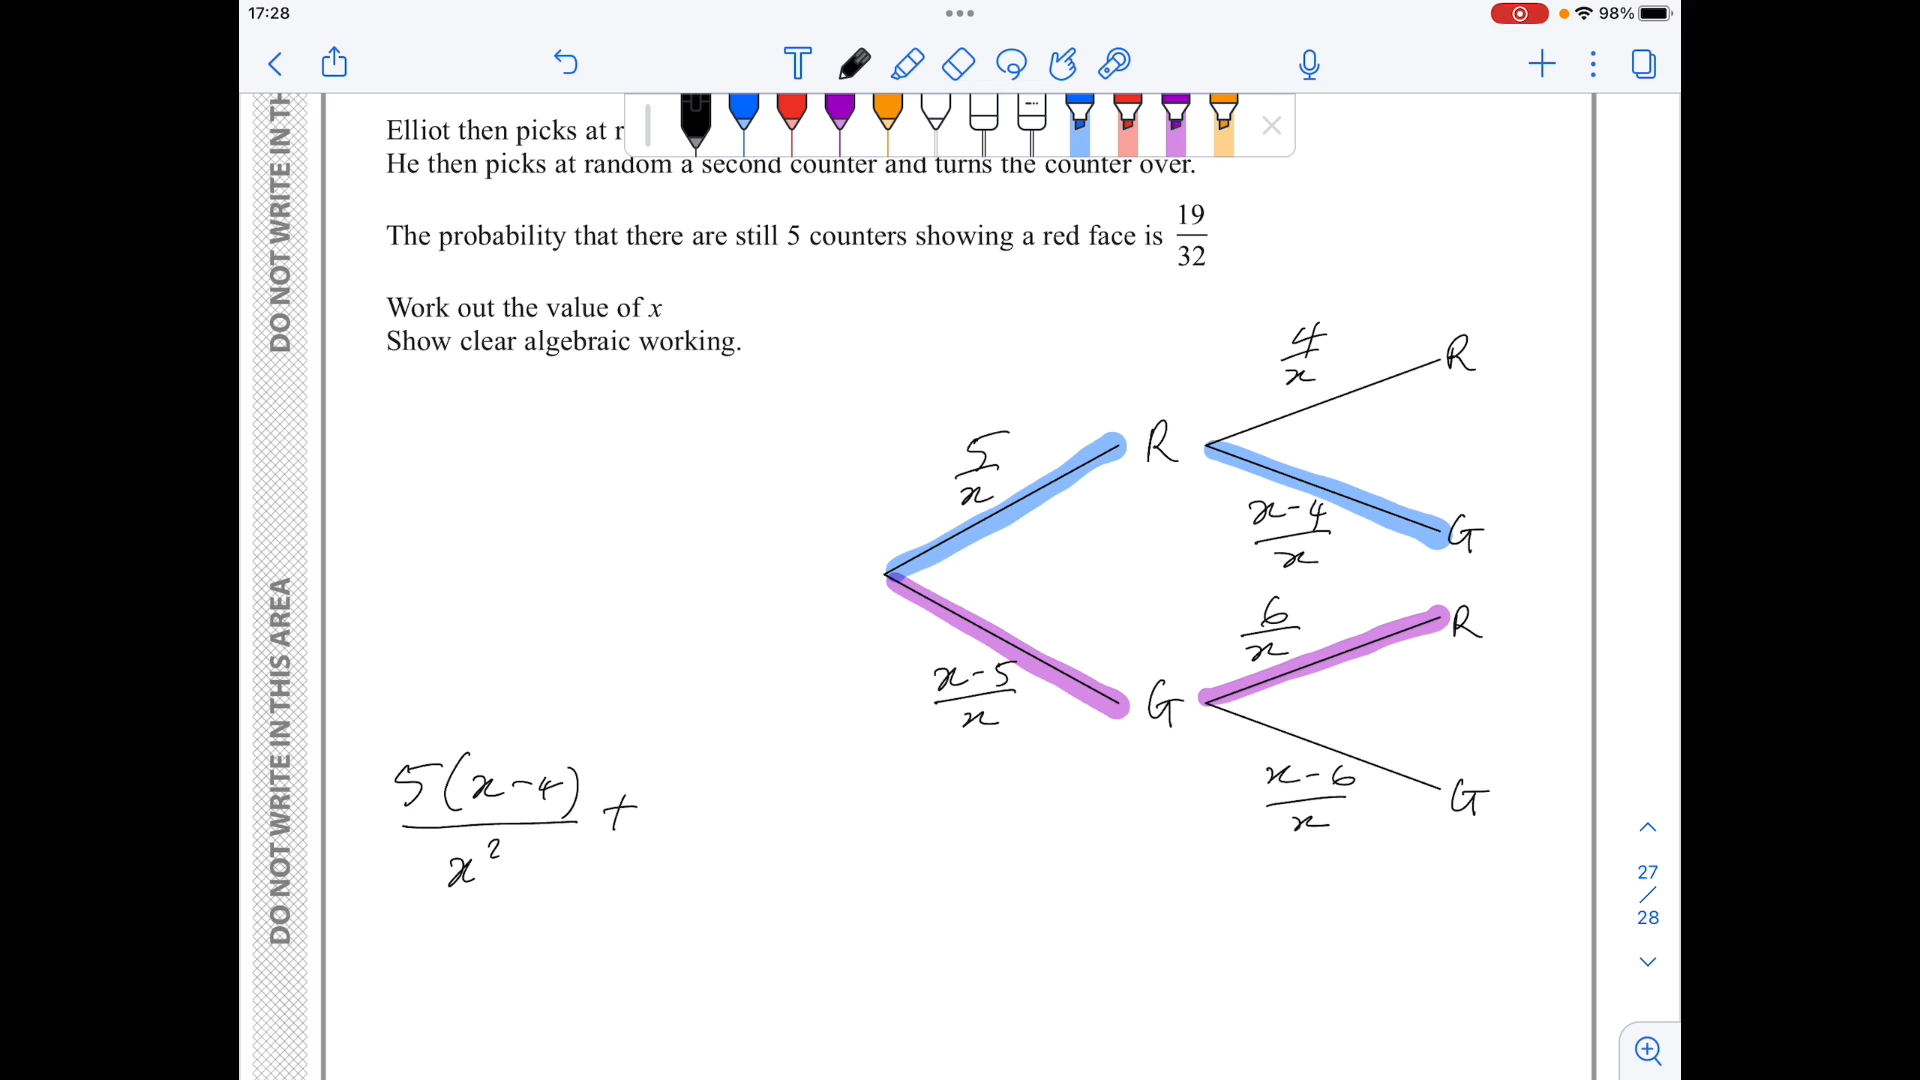 17:28
98%
DO NOT WRITE IN TH
DO NOT WRITE IN THIS AREA
Elliot then picks at r
He then picks at random a second counter and turns the counter over.
The probability that there are still 5 counters showing a red face is 19/32
Work out the value of x
Show clear algebraic working.
4/x
R
5/x
R
x-4/x
G
6/x
R
x-5/x
G
x-6/x
G
5(x-4)/x² +
27
/
28